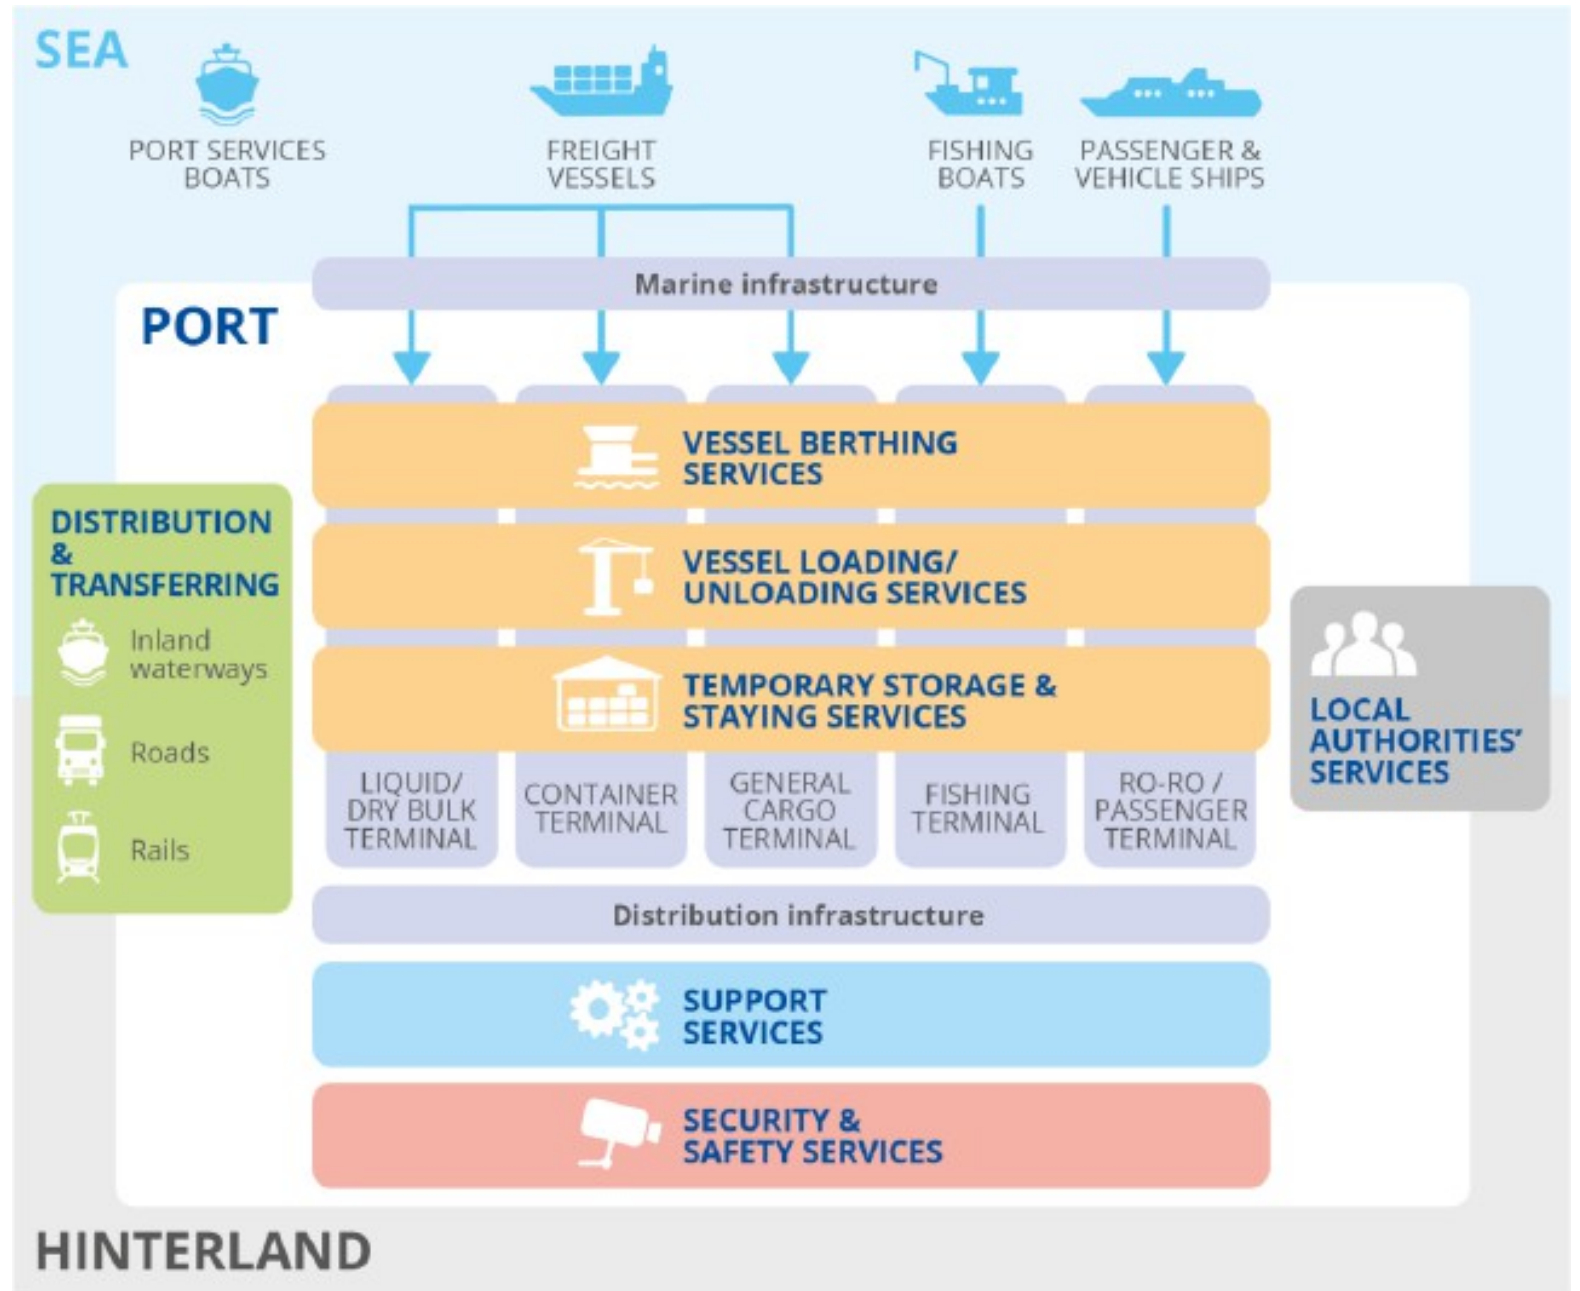 SEA
PORT SERVICES
BOATS
FREIGHT
VESSELS
FISHING
BOATS
PASSENGER &
VEHICLE SHIPS
Marine infrastructure
PORT
VESSEL BERTHING
SERVICES
VESSEL LOADING/
UNLOADING SERVICES
TEMPORARY STORAGE &
STAYING SERVICES
DISTRIBUTION
&
TRANSFERRING
Inland
waterways
Roads
Rails
LOCAL
AUTHORITIES’
SERVICES
LIQUID/
DRY BULK
TERMINAL
CONTAINER
TERMINAL
GENERAL
CARGO
TERMINAL
FISHING
TERMINAL
RO-RO /
PASSENGER
TERMINAL
Distribution infrastructure
SUPPORT
SERVICES
SECURITY &
SAFETY SERVICES
HINTERLAND